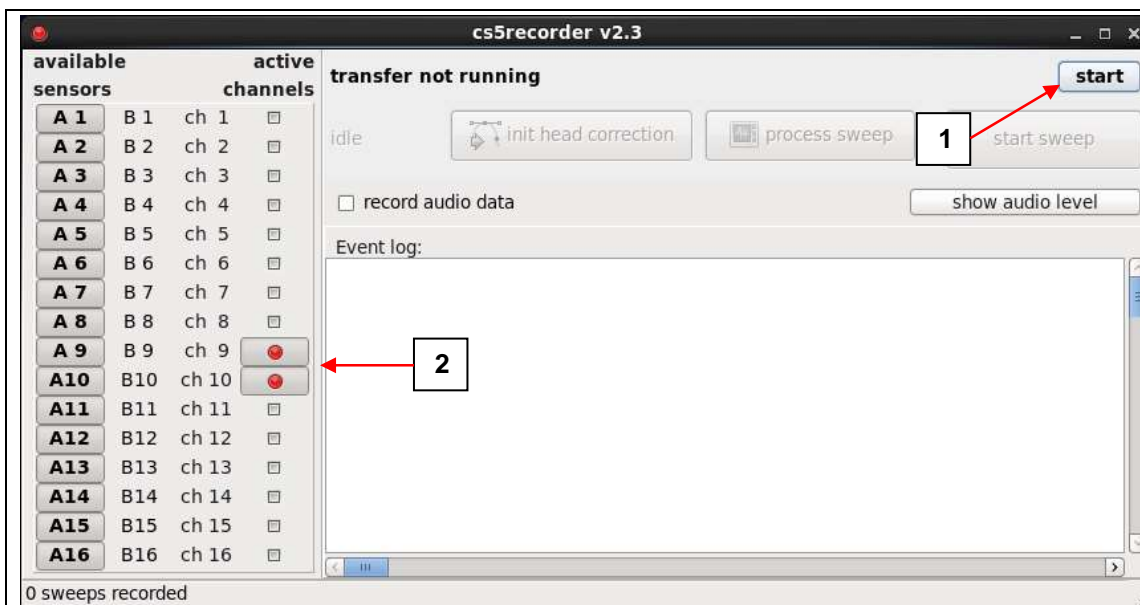 cs5recorder v2.3
available active
sensors channels
A 1 B 1 ch 1
A 2 B 2 ch 2
A 3 B 3 ch 3
A 4 B 4 ch 4
A 5 B 5 ch 5
A 6 B 6 ch 6
A 7 B 7 ch 7
A 8 B 8 ch 8
A 9 B 9 ch 9
A10 B10 ch 10
A11 B11 ch 11
A12 B12 ch 12
A13 B13 ch 13
A14 B14 ch 14
A15 B15 ch 15
A16 B16 ch 16
transfer not running start
idle init head correction process sweep 1 start sweep
record audio data show audio level
Event log:
2
0 sweeps recorded